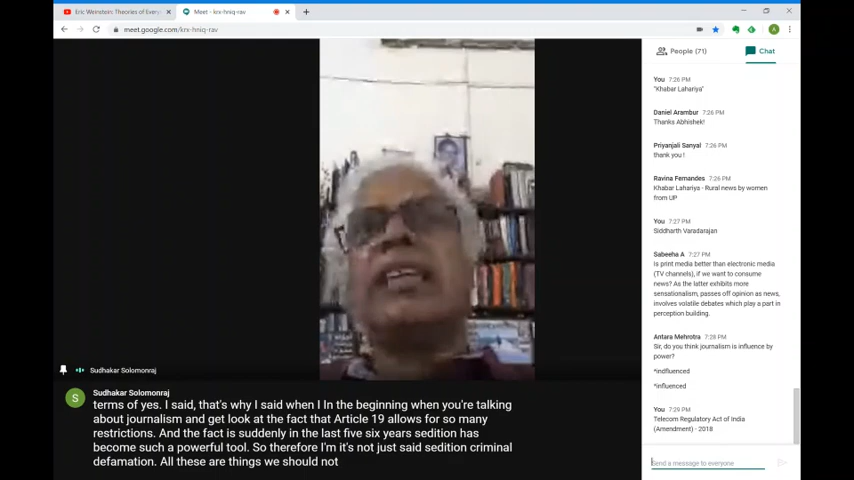 Eric Weinstein: Theories of Every
Meet - krv-hniq-rav
meet.google.com/krv-hniq-rav
People (71)
Chat
You 7:26 PM
"Khabar Lahariya"
Daniel Arambur 7:26 PM
Thanks Abhishek!
Priyanjali Sanyal 7:26 PM
thank you !
Ravina Fernandes 7:26 PM
Khabar Lahariya - Rural news by women
from UP
You 7:27 PM
Siddharth Varadarajan
Sabeeha A 7:27 PM
is print media better than electronic media
(TV channels), if we want to consume
news? As the latter exhibits more
sensationalism, passes off opinion as news,
involves volatile debates which play a part in
perception building.
Antara Mehrotra 7:28 PM
Sir, do you think journalism is influence by
power?
*indfluenced
*influenced
You 7:29 PM
Telecom Regulatory Act of India
(Amendment) - 2018
Send a message to everyone
Sudhakar Solomonraj
S
Sudhakar Solomonraj
terms of yes. I said, that's why I said when I In the beginning when you're talking
about journalism and get look at the fact that Article 19 allows for so many
restrictions. And the fact is suddenly in the last five six years sedition has
become such a powerful tool. So therefore I'm it's not just said sedition criminal
defamation. All these are things we should not